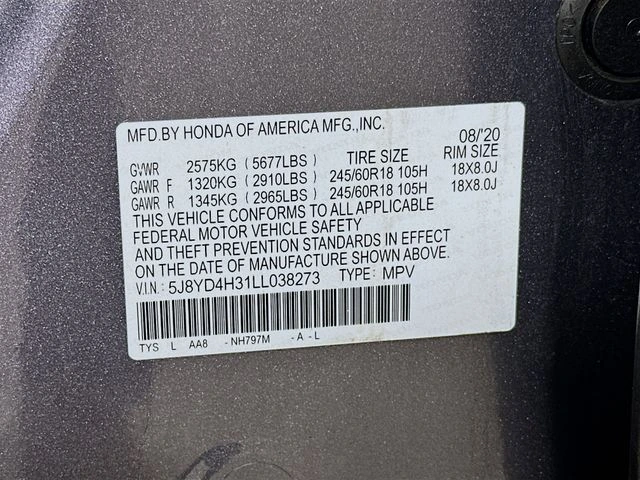 MFD.BY HONDA OF AMERICA MFG.,INC. 08/'20
GVWR 2575KG (5677LBS) TIRE SIZE RIM SIZE
GAWR F 1320KG (2910LBS) 245/60R18 105H 18X8.0J
GAWR R 1345KG (2965LBS) 245/60R18 105H 18X8.0J
THIS VEHICLE CONFORMS TO ALL APPLICABLE
FEDERAL MOTOR VEHICLE SAFETY
AND THEFT PREVENTION STANDARDS IN EFFECT
ON THE DATE OF MANUFACTURE SHOWN ABOVE.
V.I.N: 5J8YD4H31LL038273 TYPE: MPV
TYS L AA8 -NH797M -A-L